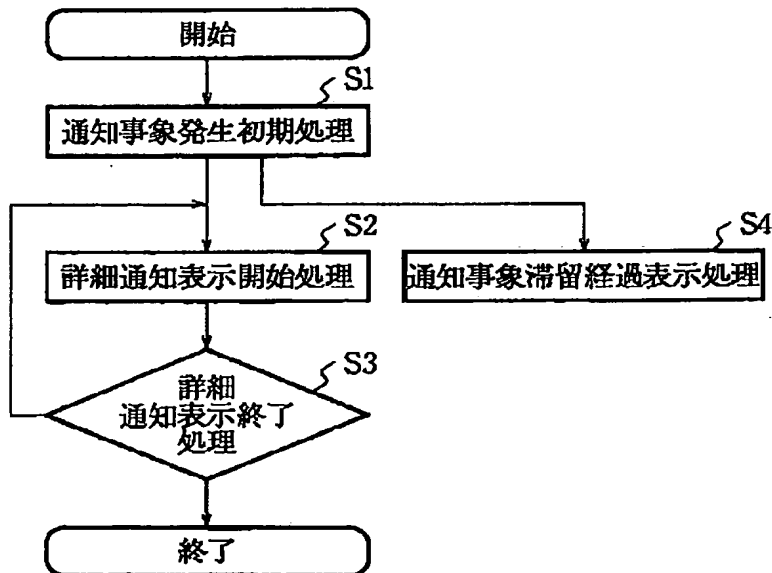 開始
S1
通知事象発生初期処理
S2
詳細通知表示開始処理
S4
通知事象滞留経過表示処理
S3
詳細
通知表示終了
処理
終了